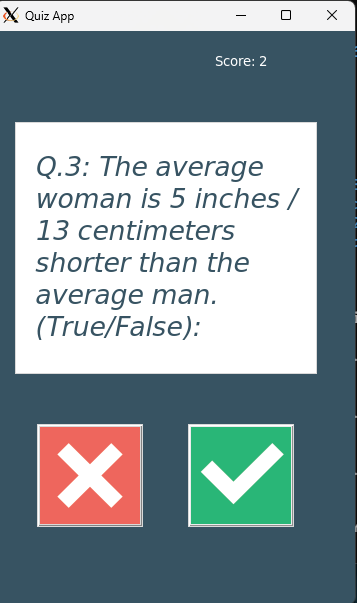 Quiz App
Score: 2
Q.3: The average
woman is 5 inches /
13 centimeters
shorter than the
average man.
(True/False):